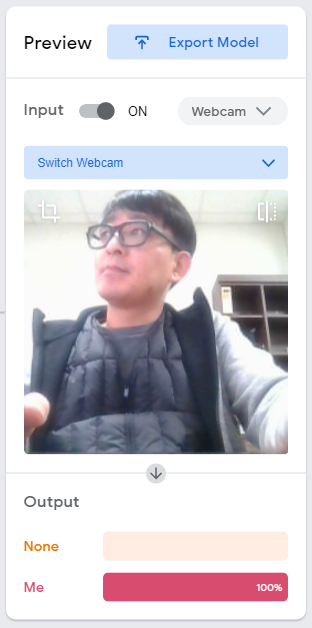 Preview
Export Model
Input
ON
Webcam
Switch Webcam
Output
None
Me
100%